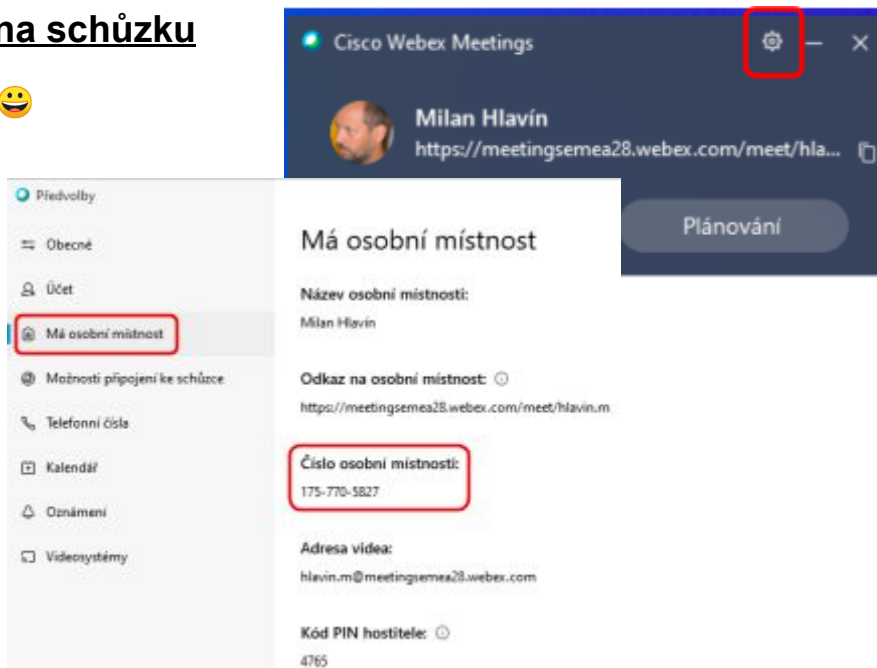 na schůzku
Cisco Webex Meetings
Milan Hlavín
https://meetingsemea28.webex.com/meet/hla...
Plánování
Předvolby
Obecné
Účet
Má osobní místnost
Možnosti připojení ke schůzce
Telefonní čísla
Kalendář
Oznámení
Videosystémy
Má osobní místnost
Název osobní místnosti:
Milan Hlavín
Odkaz na osobní místnost:
https://meetingsemea28.webex.com/meet/hlavin.m
Číslo osobní místnosti:
175-770-5827
Adresa videa:
hlavin.m@meetingsemea28.webex.com
Kód PIN hostitele:
4765